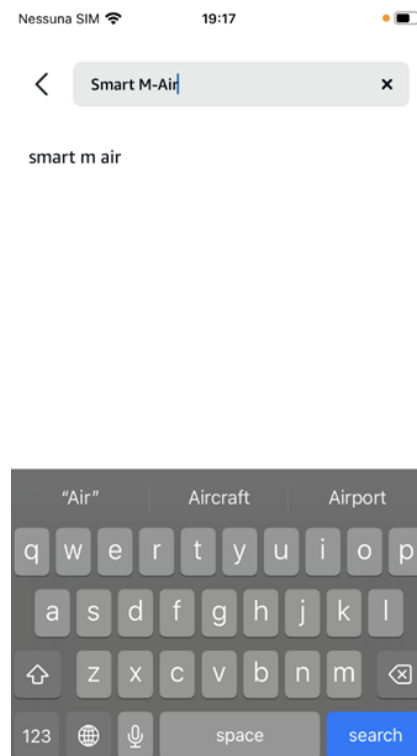 Nessuna SIM 19:17
Smart M-Air
smart m air
“Air” Aircraft Airport
q w e r t y u i o p
a s d f g h j k l
z x c v b n m
123 space search